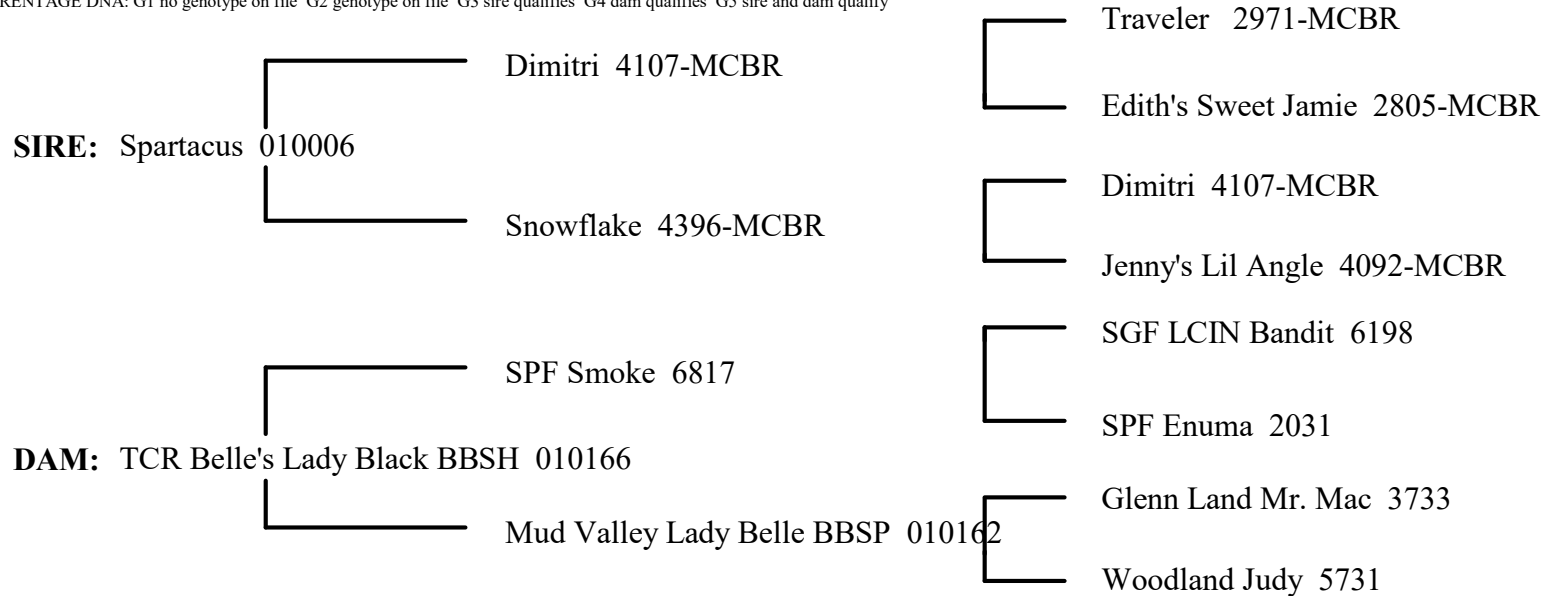 DNA: G1 no genotype on file G2 genotype on file G3 sire qualifies G4 dam qualifies G5 sire and dam qualify
Traveler 2971-MCBR
Dimitri 4107-MCBR
Edith's Sweet Jamie 2805-MCBR
SIRE: Spartacus 010006
Dimitri 4107-MCBR
Snowflake 4396-MCBR
Jenny's Lil Angle 4092-MCBR
SGF LCIN Bandit 6198
SPF Smoke 6817
SPF Enuma 2031
DAM: TCR Belle's Lady Black BBSH 010166
Glenn Land Mr. Mac 3733
Mud Valley Lady Belle BBSP 010162
Woodland Judy 5731